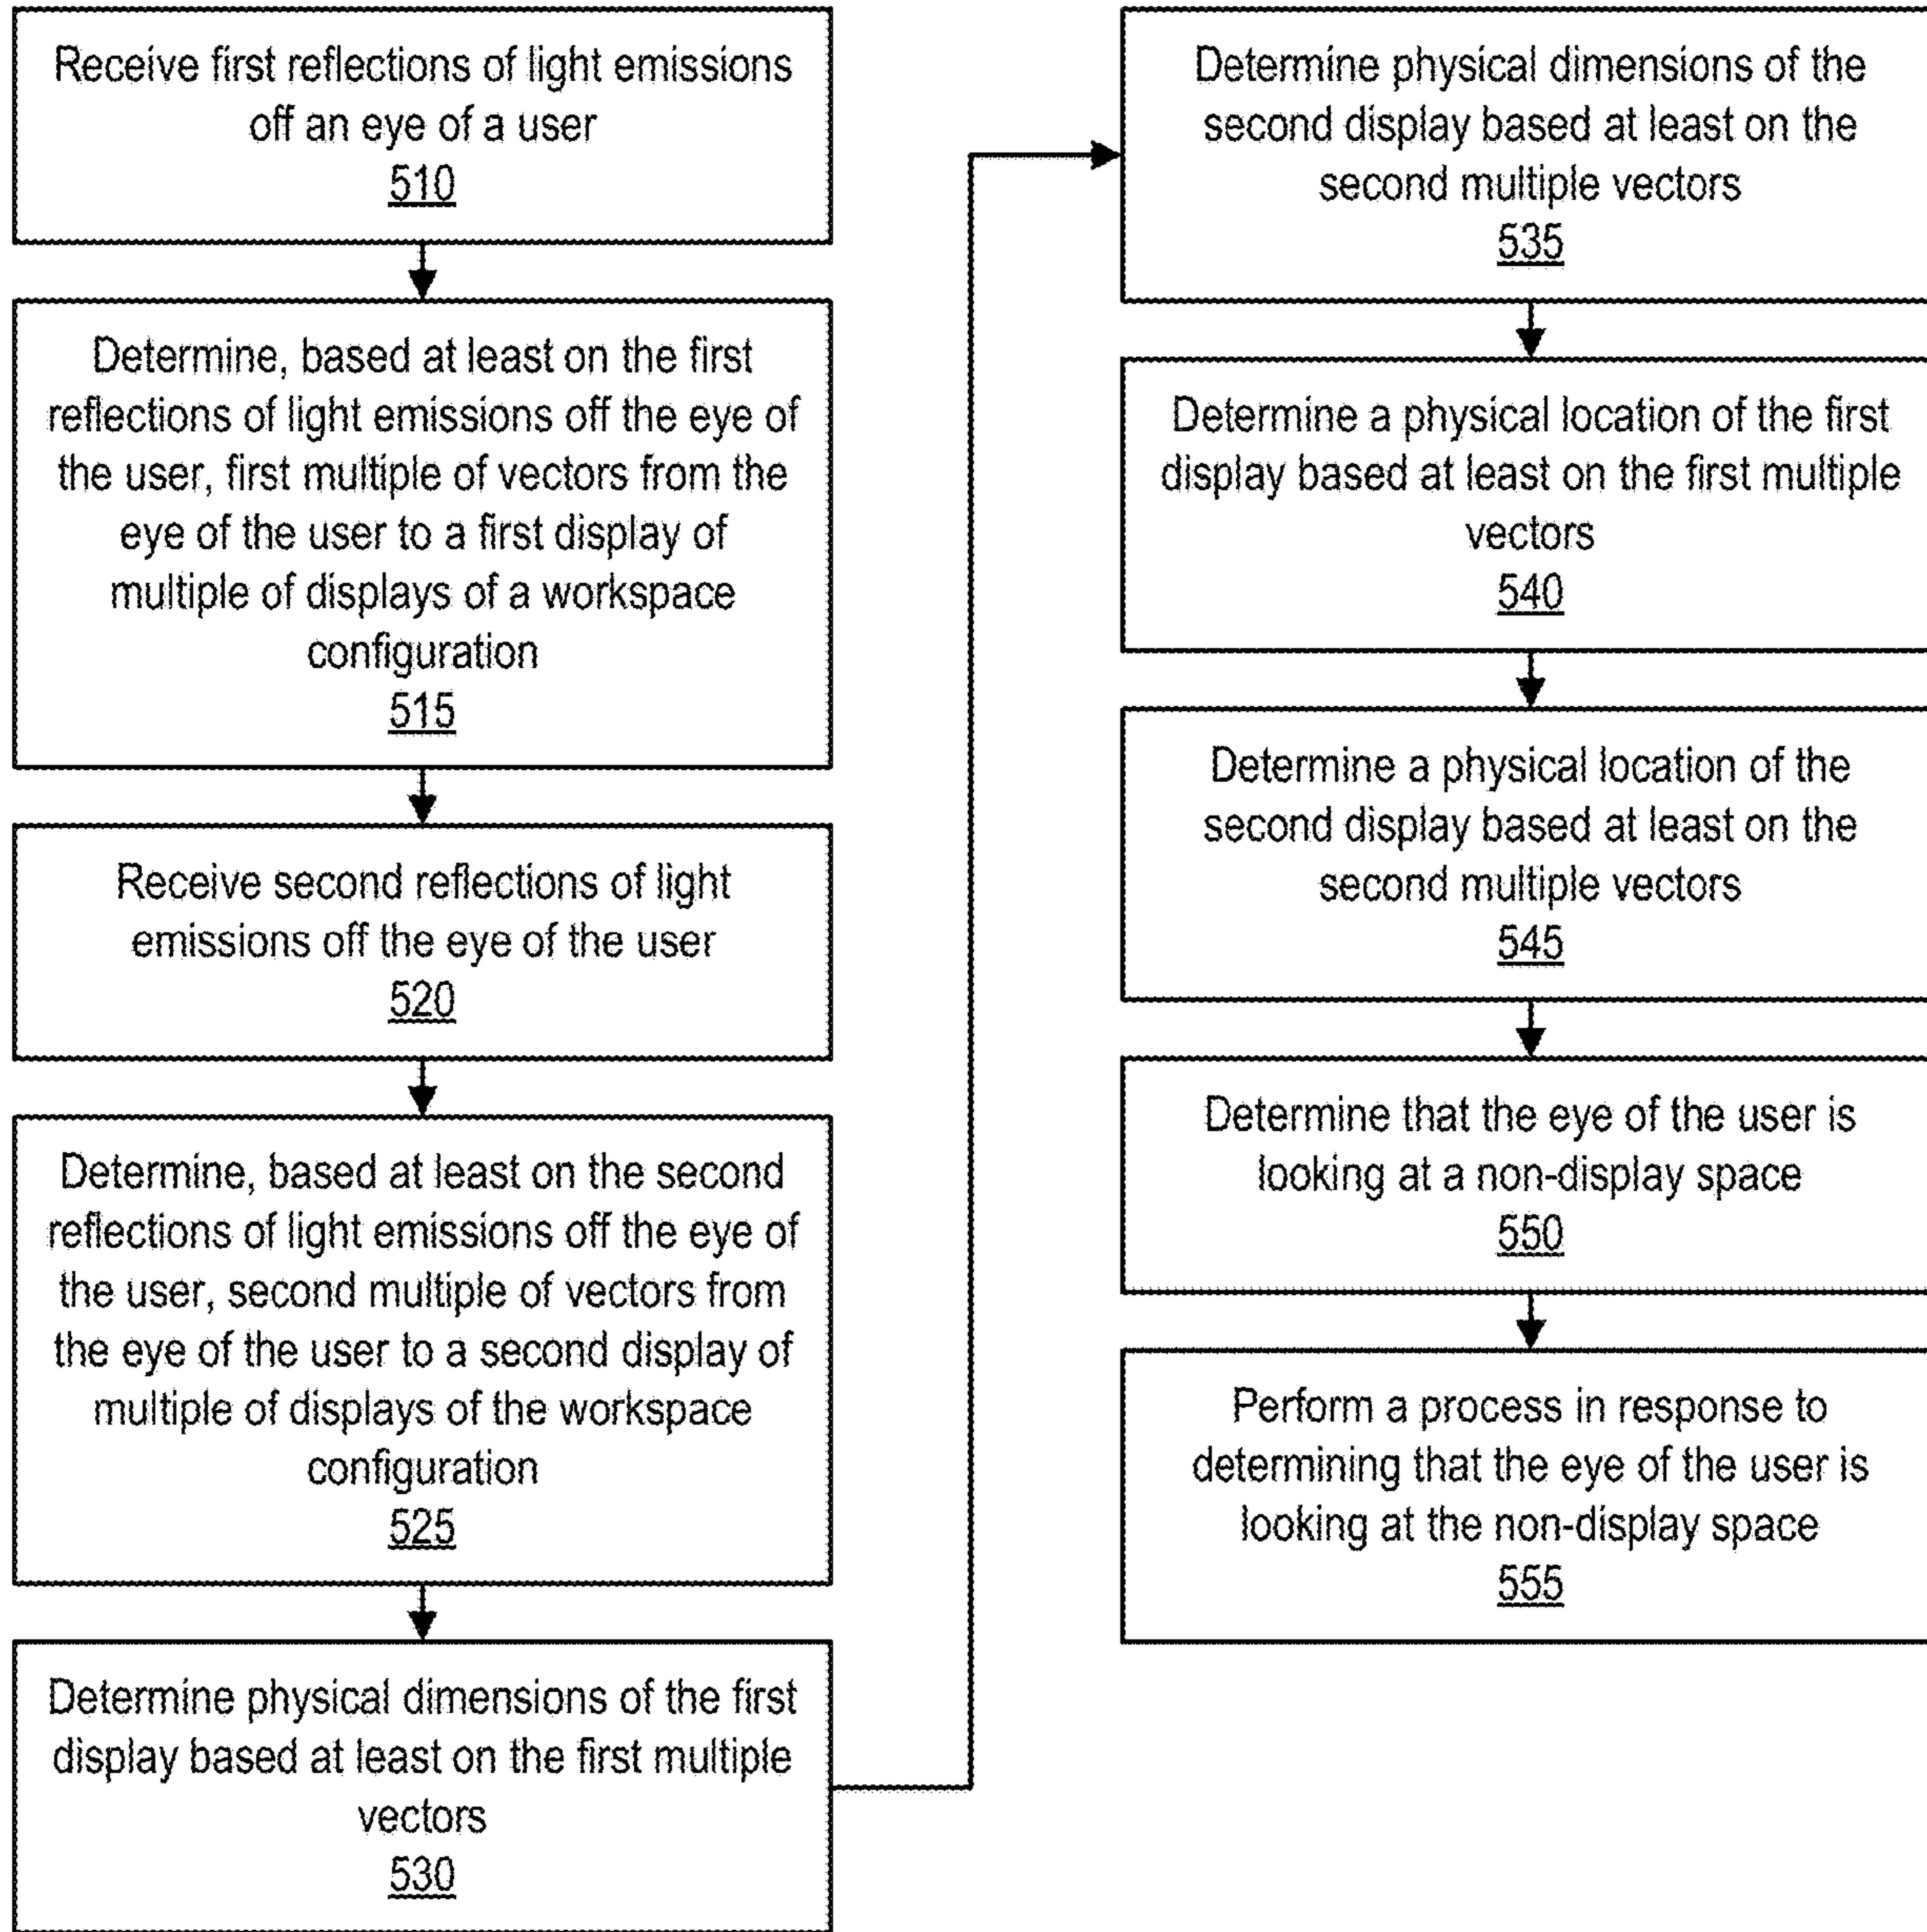 Receive first reflections of light emissions
off an eye of a user
510
Determine, based at least on the first
reflections of light emissions off the eye of
the user, first multiple of vectors from the
eye of the user to a first display of
multiple of displays of a workspace
configuration
515
Receive second reflections of light
emissions off the eye of the user
520
Determine, based at least on the second
reflections of light emissions off the eye of
the user, second multiple of vectors from
the eye of the user to a second display of
multiple of displays of the workspace
configuration
525
Determine physical dimensions of the first
display based at least on the first multiple
vectors
530
Determine physical dimensions of the
second display based at least on the
second multiple vectors
535
Determine a physical location of the first
display based at least on the first multiple
vectors
540
Determine a physical location of the
second display based at least on the
second multiple vectors
545
Determine that the eye of the user is
looking at a non-display space
550
Perform a process in response to
determining that the eye of the user is
looking at the non-display space
555